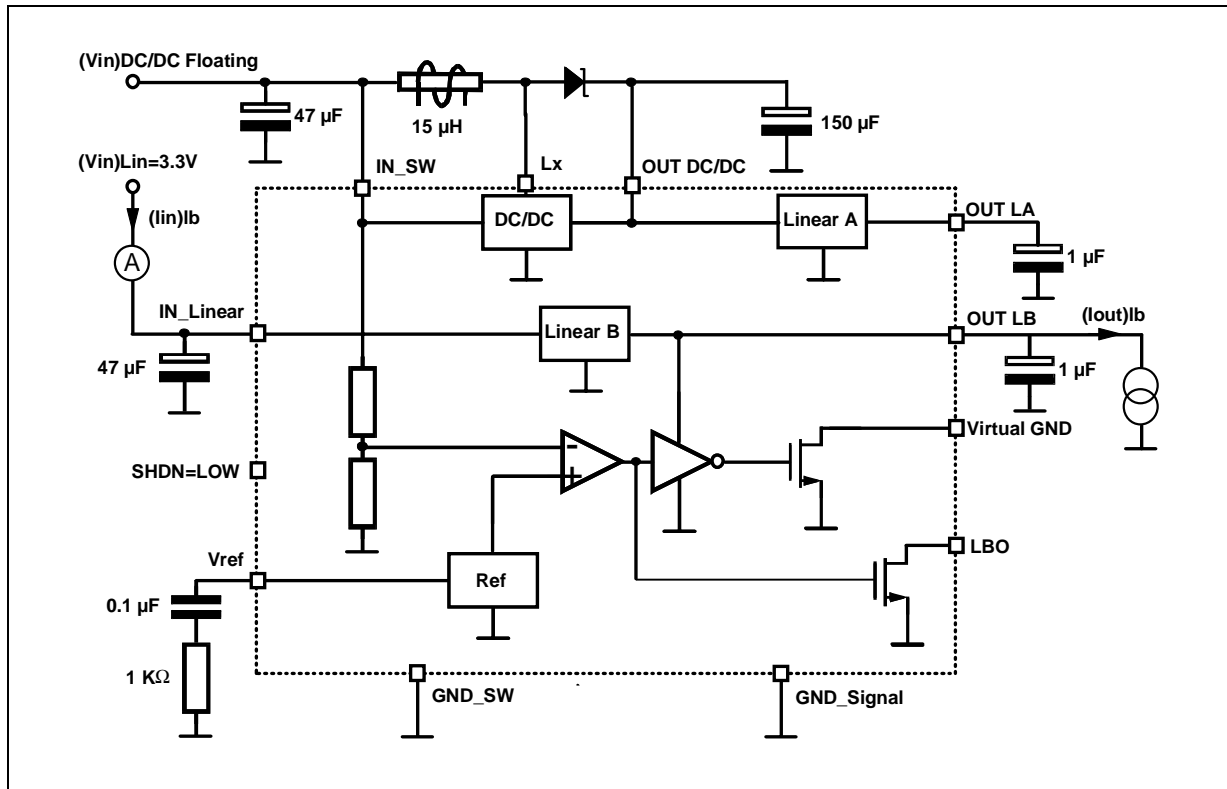 (Vin)DC/DC Floating
47 µF
15 µH
150 µF
(Vin)Lin=3.3V
IN_SW
Lx
OUT DC/DC
(Iin)Ib
DC/DC
Linear A
OUT LA
A
1 µF
IN_Linear
Linear B
OUT LB
(Iout)Ib
47 µF
1 µF
Virtual GND
-
+
SHDN=LOW
LBO
Vref
Ref
0.1 µF
1 KΩ
GND_SW
GND_Signal